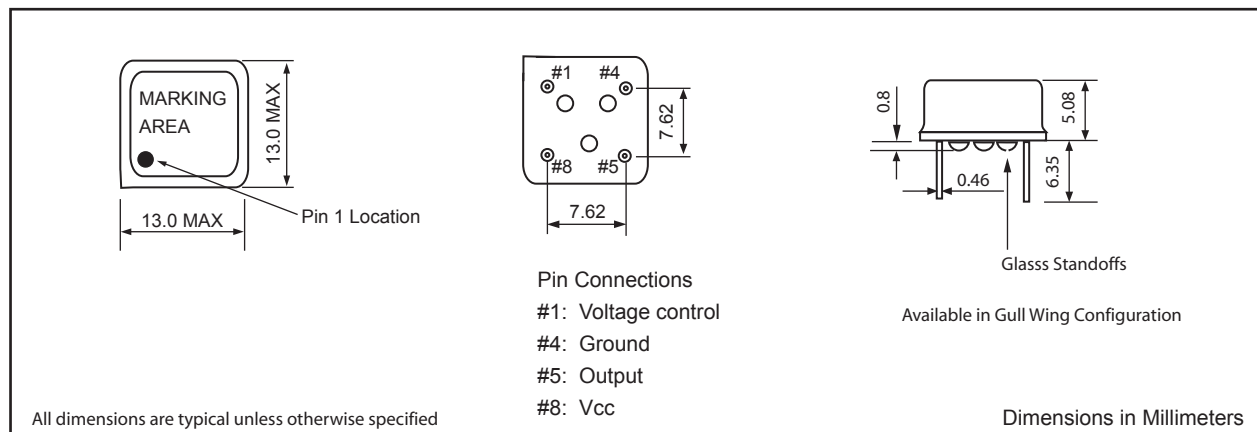 MARKING
AREA
13.0 MAX
13.0 MAX
Pin 1 Location
#1
#4
#8
#5
7.62
7.62
Pin Connections
#1: Voltage control
#4: Ground
#5: Output
#8: Vcc
0.8
5.08
6.35
0.46
Glasss Standoffs
Available in Gull Wing Configuration
All dimensions are typical unless otherwise specified
Dimensions in Millimeters